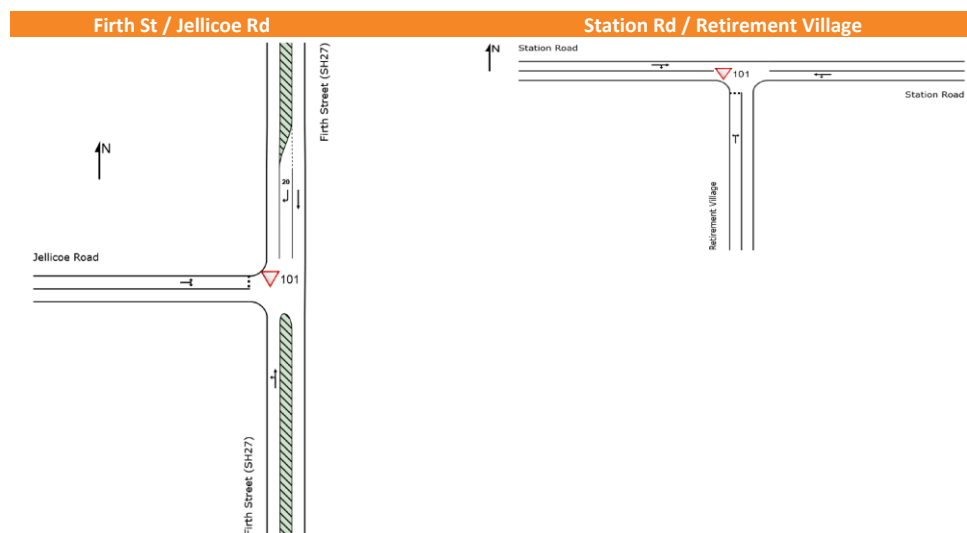 Firth St / Jellicoe Rd
Station Rd / Retirement Village
N
Firth Street (SH27)
20
Jellicoe Road
101
Firth Street (SH27)
N
Station Road
101
Station Road
Retirement Village